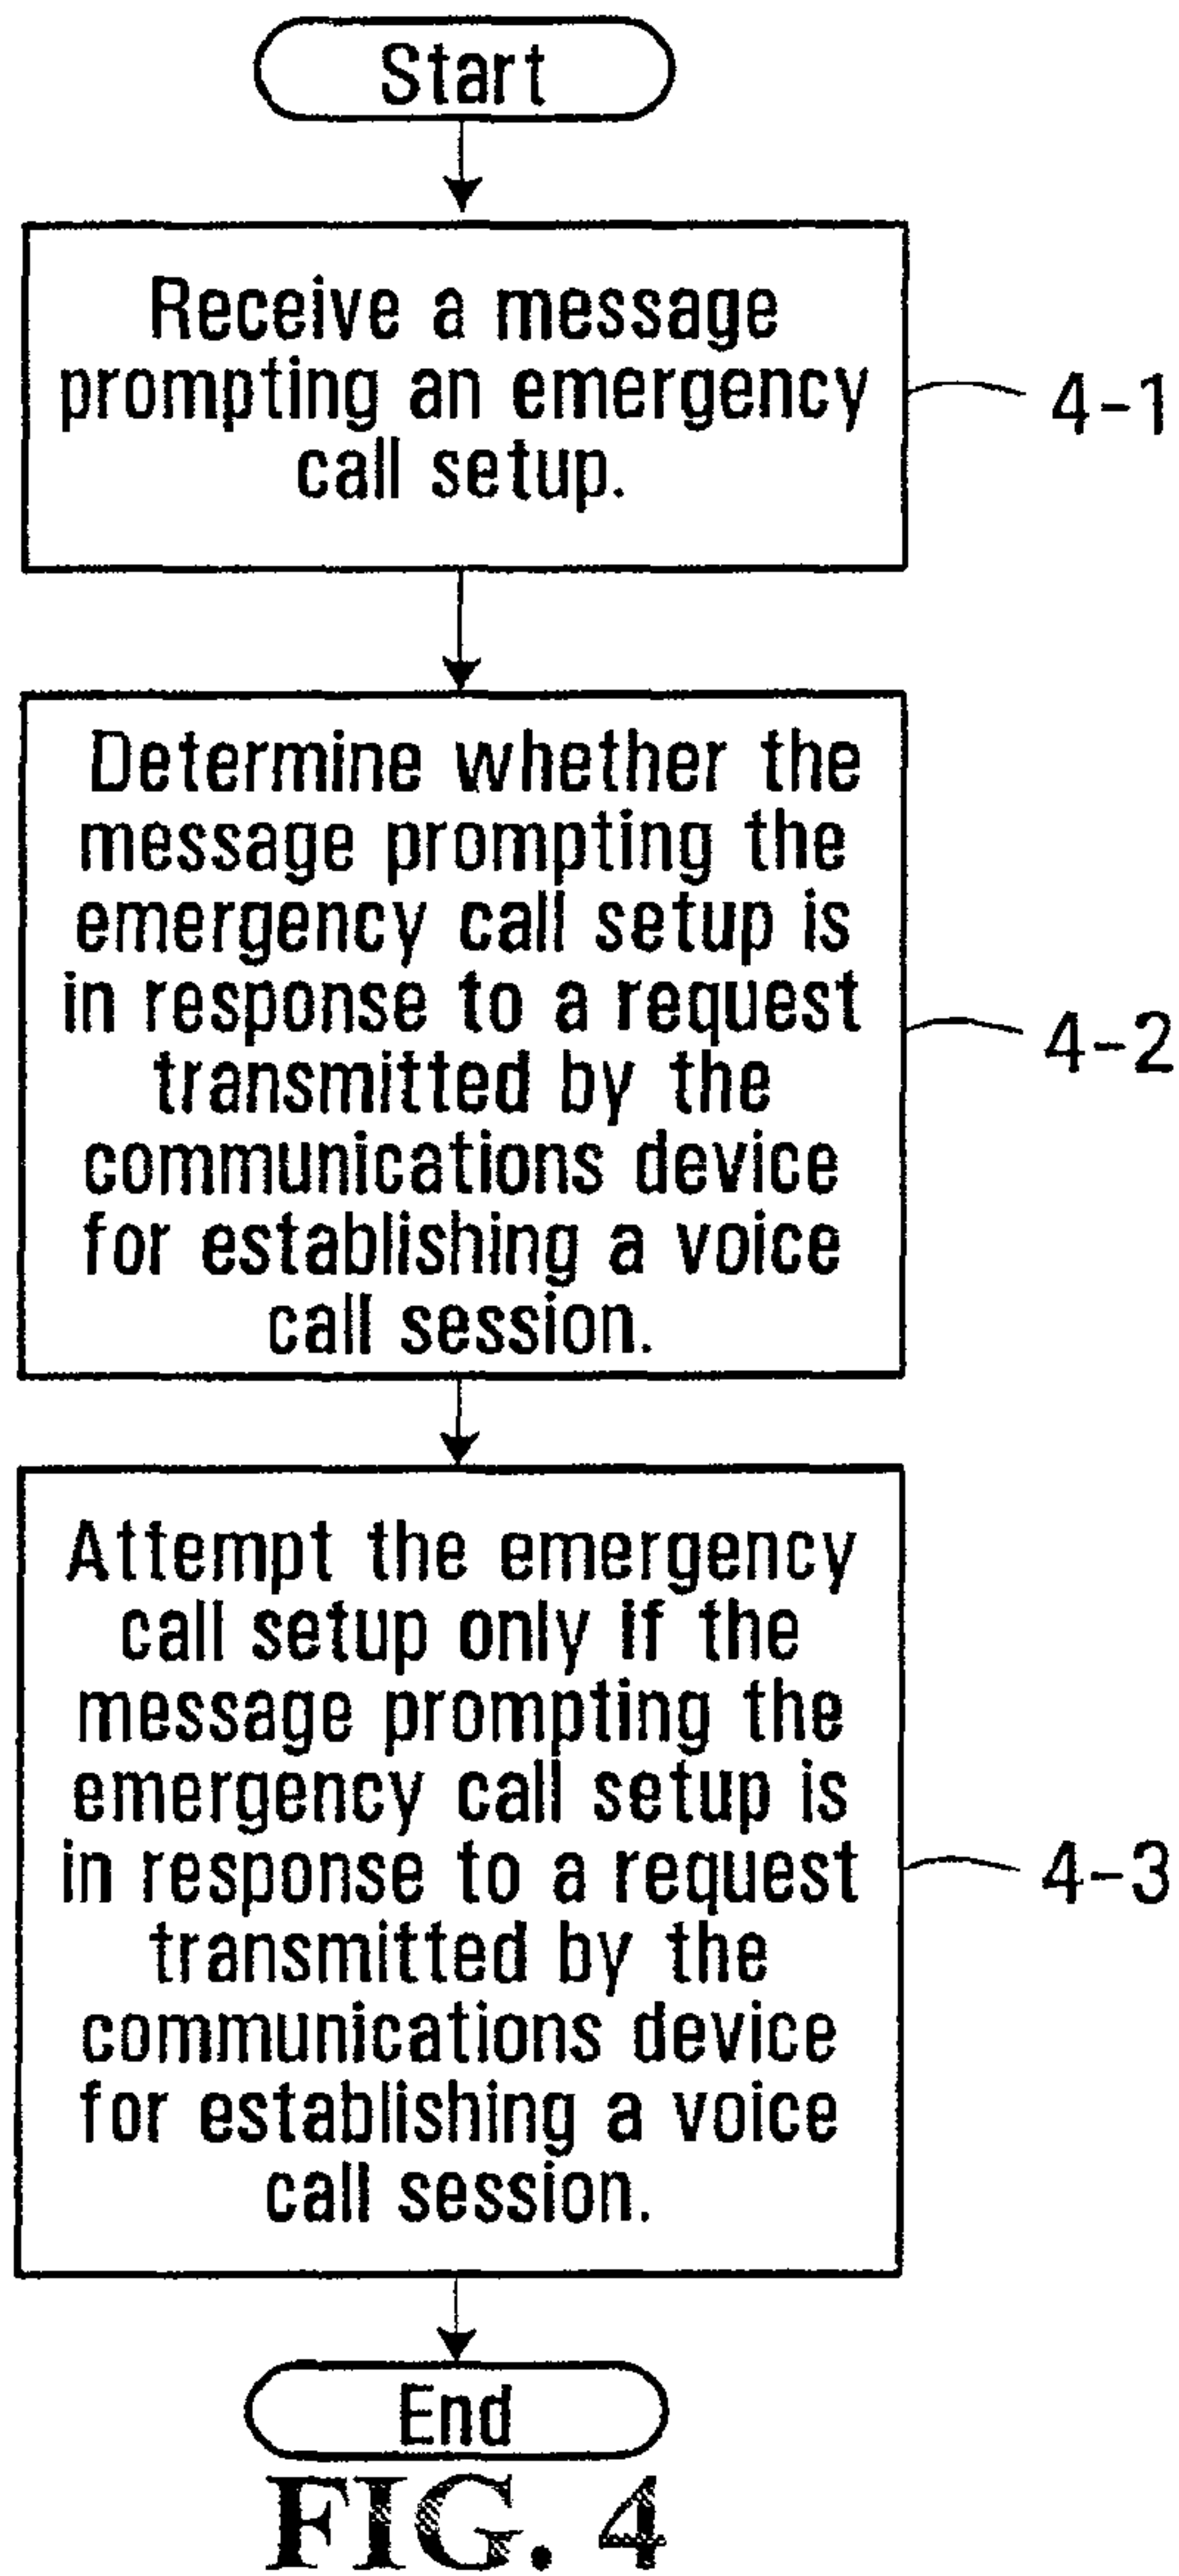 Start
Receive a message
prompting an emergency
call setup.
4-1
Determine whether the
message prompting the
emergency call setup is
in response to a request
transmitted by the
communications device
for establishing a voice
call session.
4-2
Attempt the emergency
call setup only if the
message prompting the
emergency call setup is
in response to a request
transmitted by the
communications device
for establishing a voice
call session.
4-3
End
FIG. 4